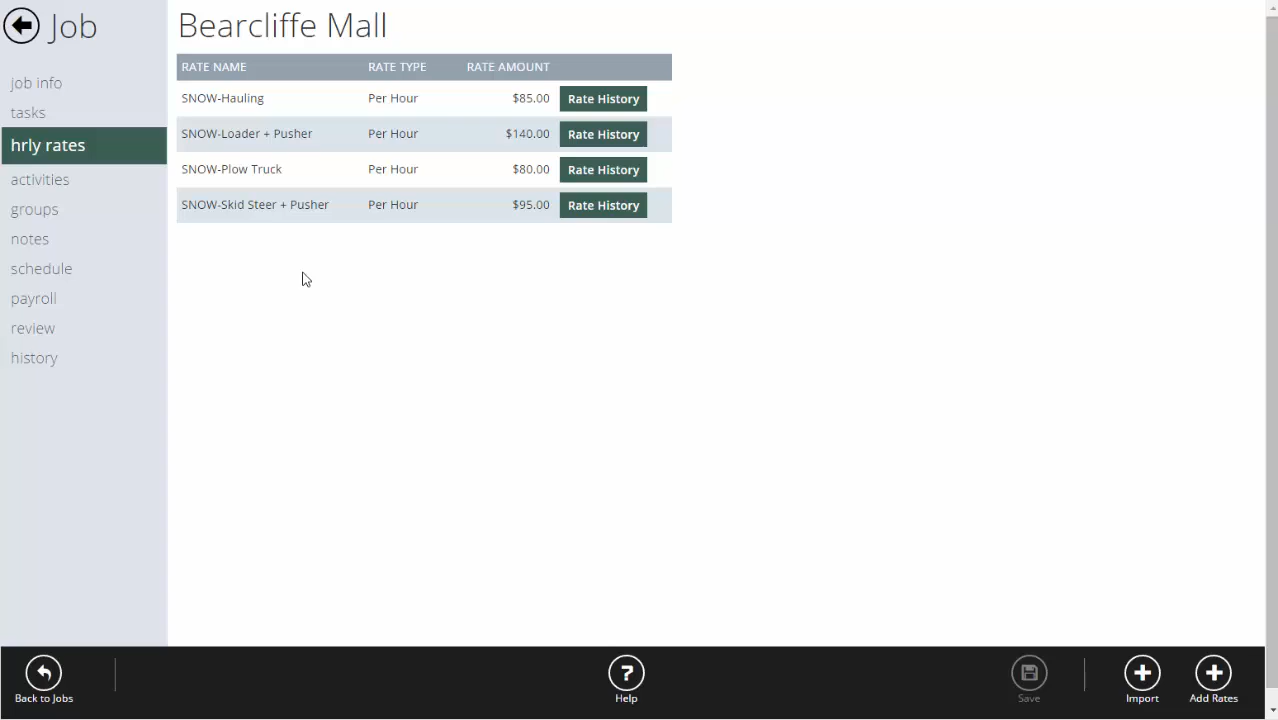 Job
job info
tasks
hrly rates
activities
groups
notes
schedule
payroll
review
history
Bearcliffe Mall
RATE NAME RATE TYPE RATE AMOUNT
SNOW-Hauling Per Hour $85.00 Rate History
SNOW-Loader + Pusher Per Hour $140.00 Rate History
SNOW-Plow Truck Per Hour $80.00 Rate History
SNOW-Skid Steer + Pusher Per Hour $95.00 Rate History
Back to Jobs
?
Help
Save
Import
Add Rates